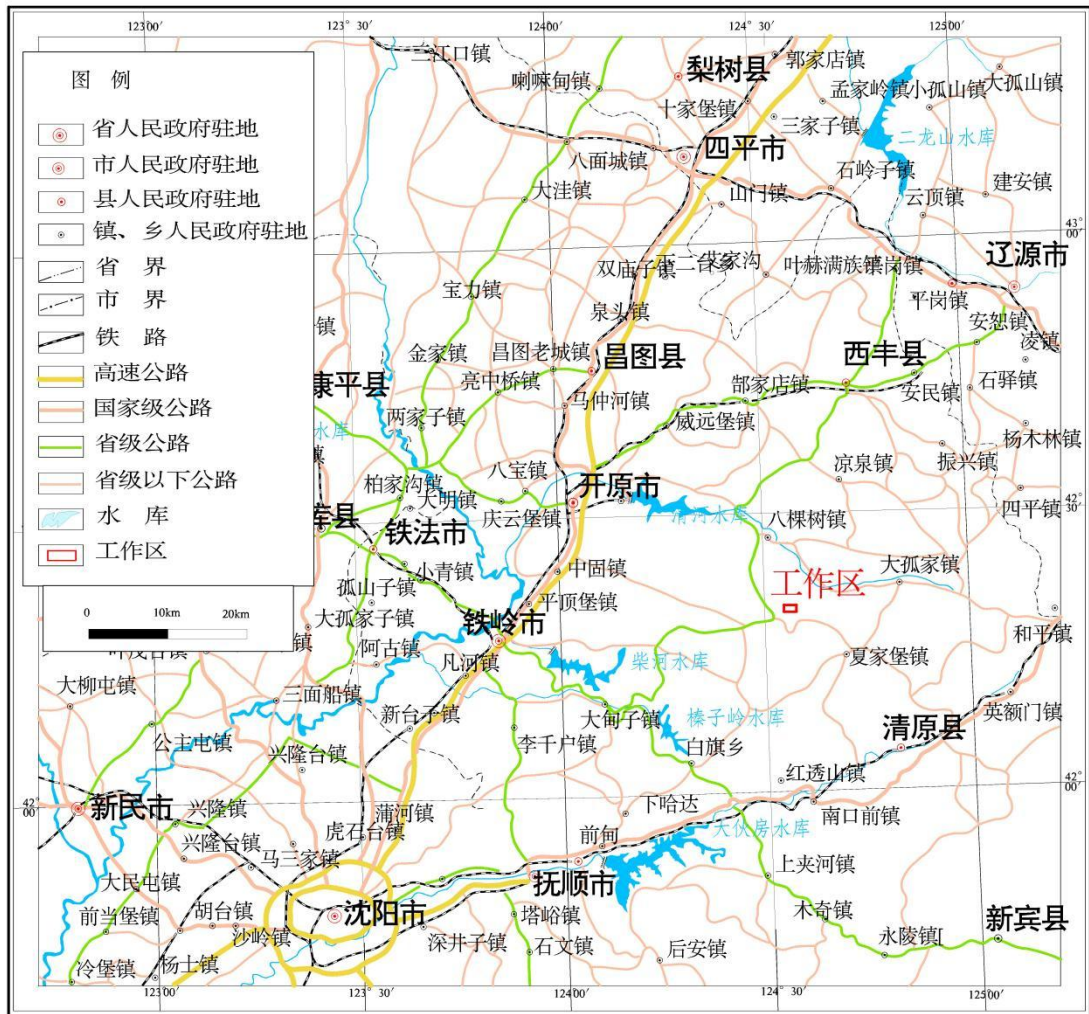 123°00′
123° 30′
124°00′
124° 30′
125°00′
图 例
省人民政府驻地
市人民政府驻地
县人民政府驻地
镇、乡人民政府驻地
省 界
市 界
铁 路
高速公路
国家级公路
省级公路
省级以下公路
水 库
工作区
0 10km 20km
三江口镇
喇嘛甸镇
梨树县
郭家店镇
十家堡镇
孟家岭镇
小孤山镇
大孤山镇
三家子镇
二龙山水库
八面城镇
四平市
石岭子镇
大洼镇
山门镇
云顶镇
建安镇
43°00′
双庙子镇
叶赫满族镇
辽源市
宝力镇
泉头镇
平岗镇
安恕镇
金家镇
昌图老城镇
昌图县
西丰县
凌镇
康平县
亮中桥镇
郜家店镇
石驿镇
安民镇
两家子镇
马仲河镇
威远堡镇
水库
杨木林镇
振兴镇
八宝镇
凉泉镇
柏家沟镇
大明镇
开原市
四平镇
库县
铁法市
庆云堡镇
清河水库
八棵树镇
42°30′
小青镇
中固镇
大孤家镇
孤山子镇
平顶堡镇
工作区
大孤家子镇
铁岭市
和平镇
阿古镇
凡河镇
柴河水库
夏家堡镇
大柳屯镇
三面船镇
新台子镇
大甸子镇
榛子岭水库
英额门镇
公主屯镇
兴隆台镇
李千户镇
白旗乡
清原县
红透山镇
42°00′
新民市
兴隆镇
蒲河镇
下哈达
南口前镇
虎石台镇
前甸
大伙房水库
兴隆台镇
马三家镇
上夹河镇
大民屯镇
抚顺市
前当堡镇
胡台镇
沈阳市
塔峪镇
木奇镇
新宾县
沙岭镇
深井子镇
石文镇
后安镇
永陵镇
冷堡镇
杨士镇
123°00′
123° 30′
124°00′
124° 30′
125°00′